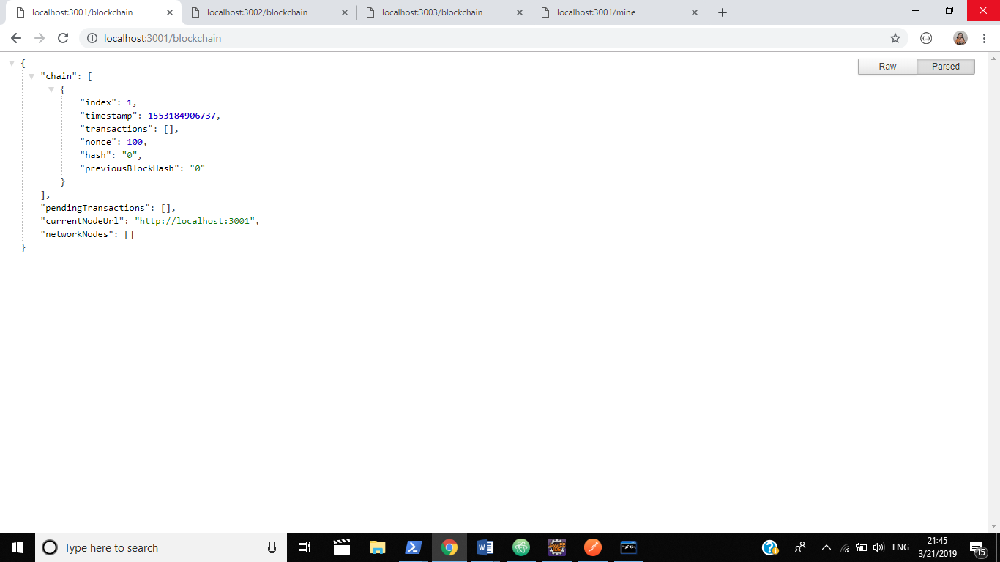 localhost:3001/blockchain
localhost:3002/blockchain
localhost:3003/blockchain
localhost:3001/mine
localhost:3001/blockchain
Raw
Parsed
{
"chain": [
{
"index": 1,
"timestamp": 1553184906737,
"transactions": [],
"nonce": 100,
"hash": "0",
"previousBlockHash": "0"
}
],
"pendingTransactions": [],
"currentNodeUrl": "http://localhost:3001",
"networkNodes": []
}
Type here to search
ENG
21:45
3/21/2019
15